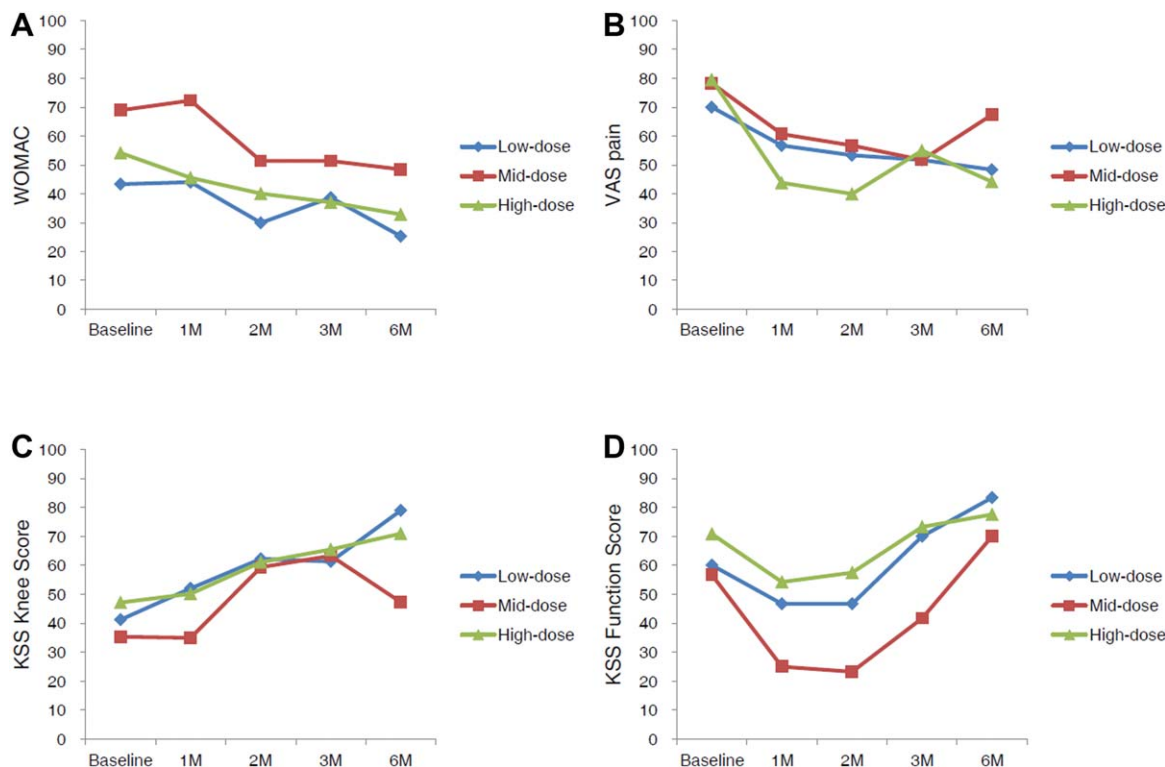 A
WOMAC
100
90
80
70
60
50
40
30
20
10
0
Baseline 1M 2M 3M 6M
Low-dose
Mid-dose
High-dose
B
VAS pain
100
90
80
70
60
50
40
30
20
10
0
Baseline 1M 2M 3M 6M
Low-dose
Mid-dose
High-dose
C
KSS Knee Score
100
90
80
70
60
50
40
30
20
10
0
Baseline 1M 2M 3M 6M
Low-dose
Mid-dose
High-dose
D
KSS Function Score
100
90
80
70
60
50
40
30
20
10
0
Baseline 1M 2M 3M 6M
Low-dose
Mid-dose
High-dose